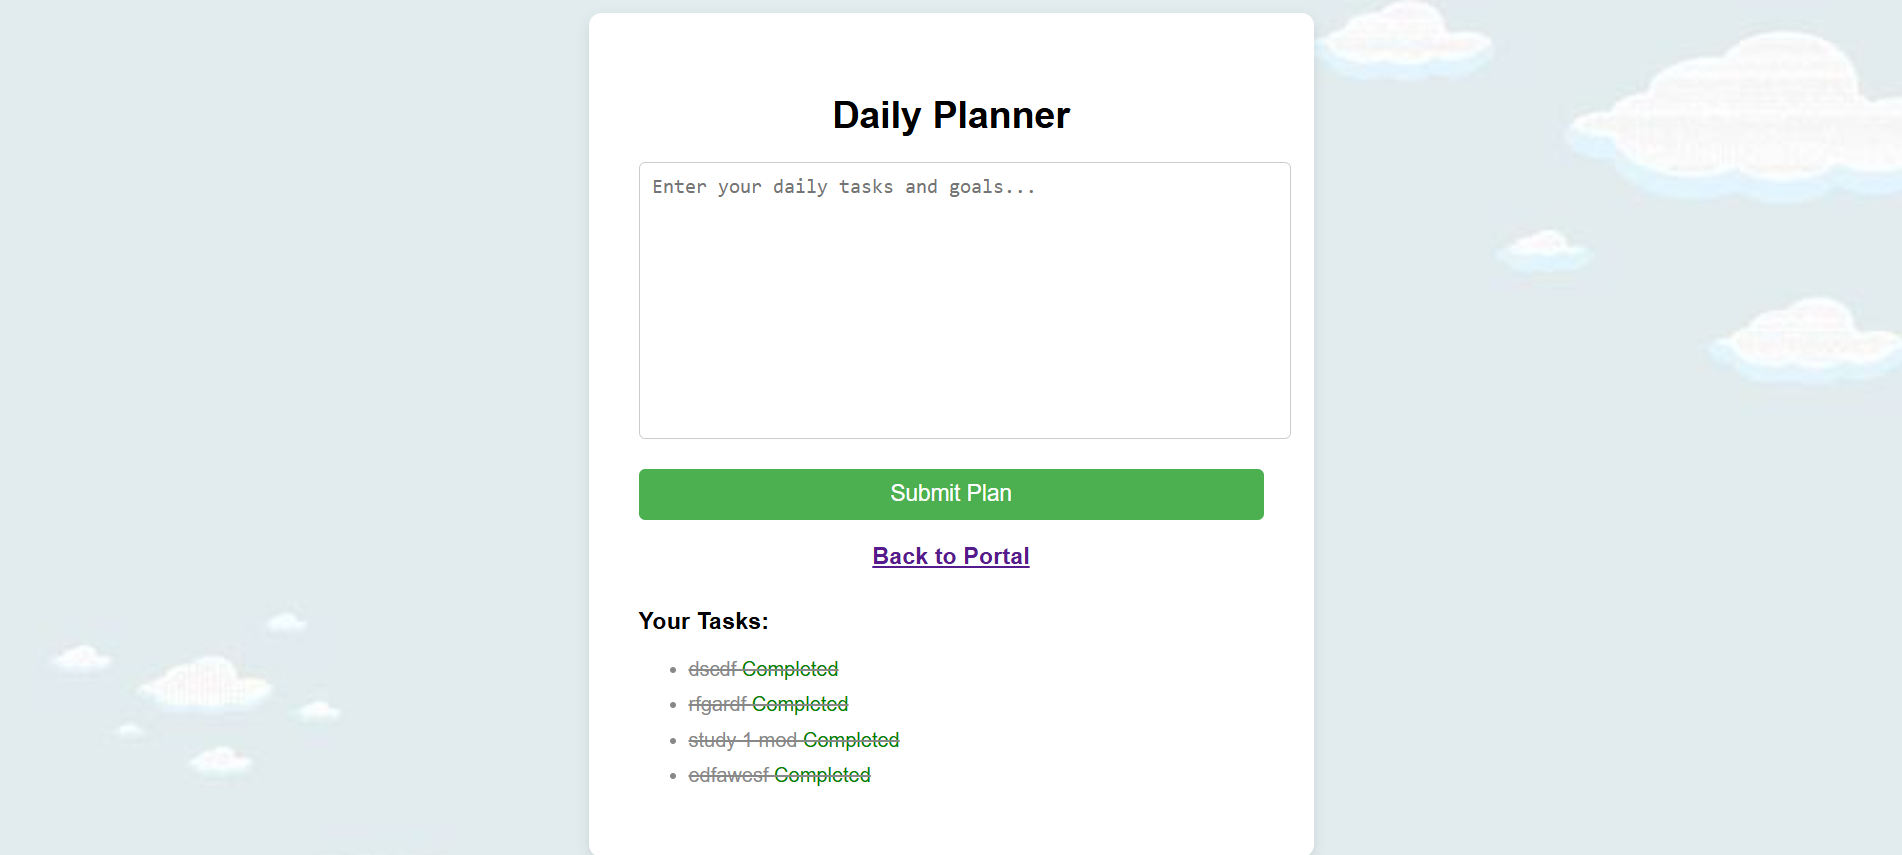 Daily Planner
Enter your daily tasks and goals...
Submit Plan
Back to Portal
Your Tasks:
dsedf Completed
rfgardf Completed
study 1 mod Completed
edfawesf Completed